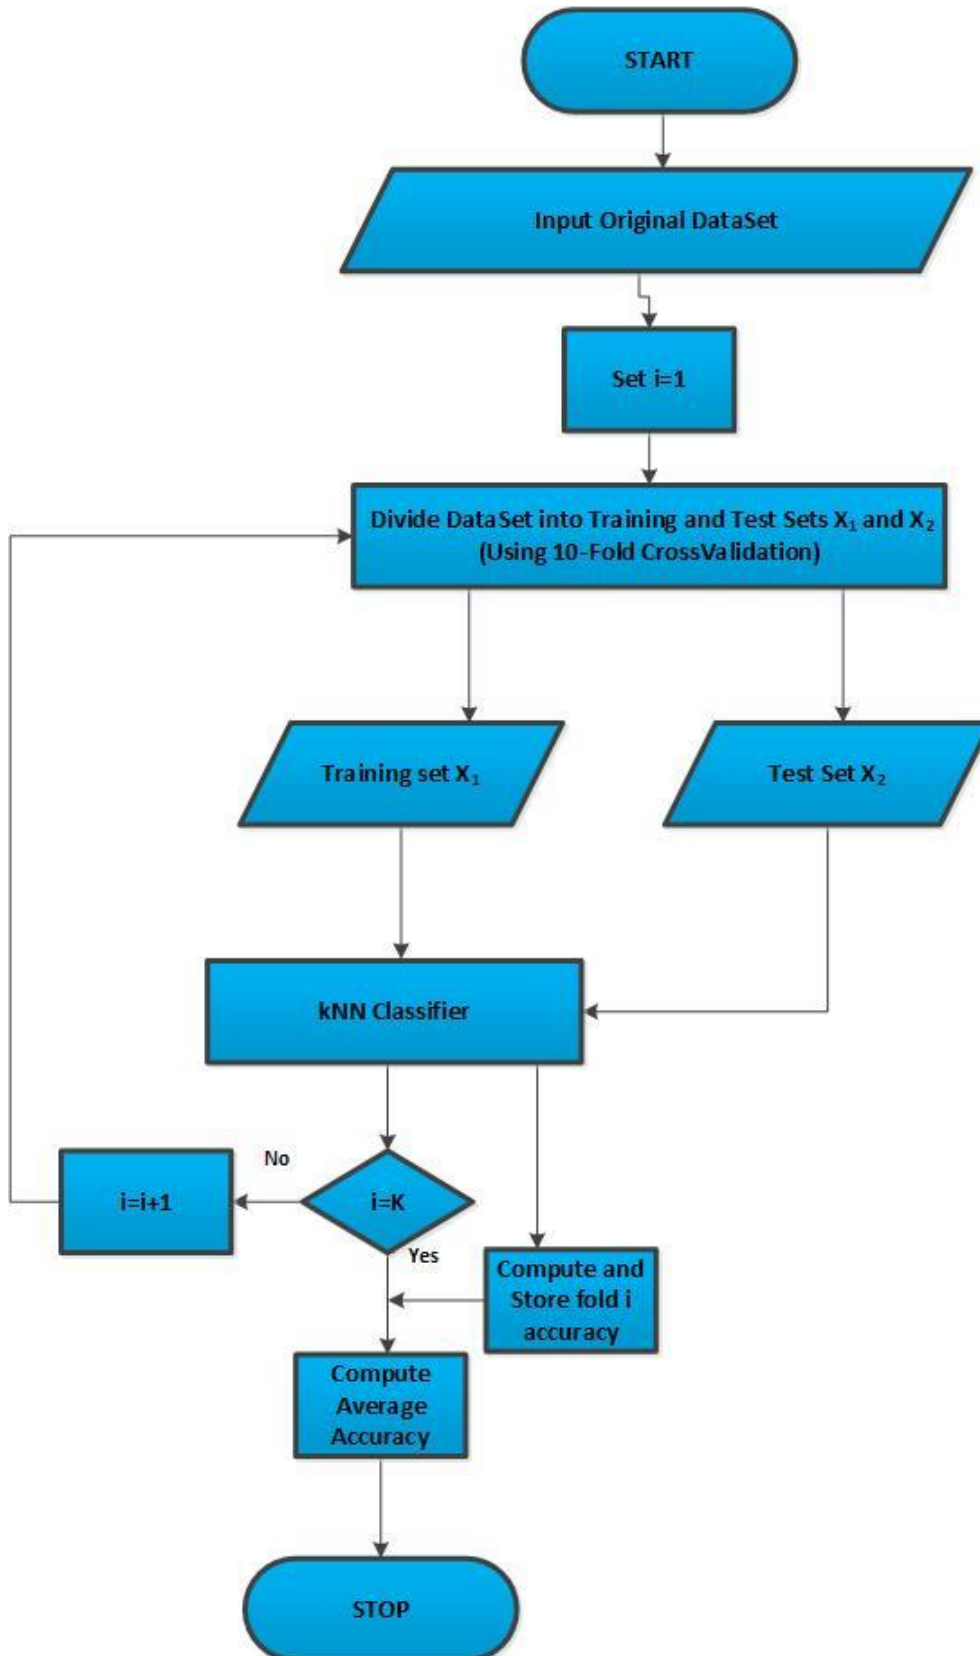 START
Input Original DataSet
Set i=1
Divide DataSet into Training and Test Sets X₁ and X₂
(Using 10-Fold CrossValidation)
Training set X₁
Test Set X₂
kNN Classifier
No
i=i+1
i=K
Yes
Compute and
Store fold i
accuracy
Compute
Average
Accuracy
STOP